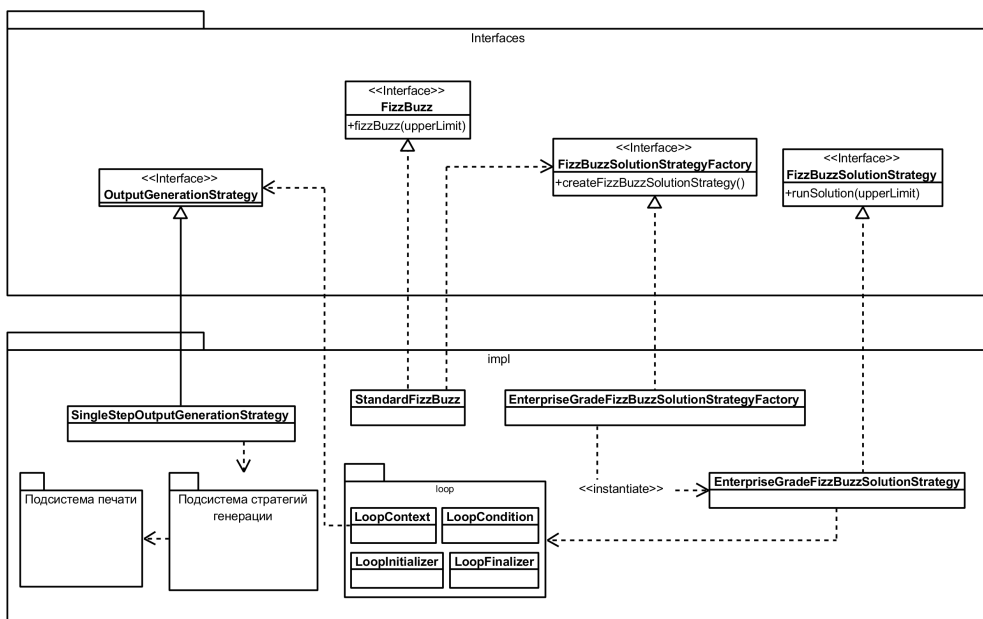 Interfaces
<<Interface>>
FizzBuzz
+fizzBuzz(upperLimit)
<<Interface>>
FizzBuzzSolutionStrategyFactory
+createFizzBuzzSolutionStrategy()
<<Interface>>
FizzBuzzSolutionStrategy
+runSolution(upperLimit)
<<Interface>>
OutputGenerationStrategy
impl
SingleStepOutputGenerationStrategy
StandardFizzBuzz
EnterpriseGradeFizzBuzzSolutionStrategyFactory
<<instantiate>>
EnterpriseGradeFizzBuzzSolutionStrategy
Подсистема печати
Подсистема стратегий
генерации
loop
LoopContext
LoopCondition
LoopInitializer
LoopFinalizer